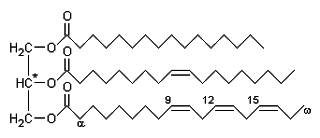 O
H₂C O
O
HC* O
O 9 12 15
H₂C O α ω